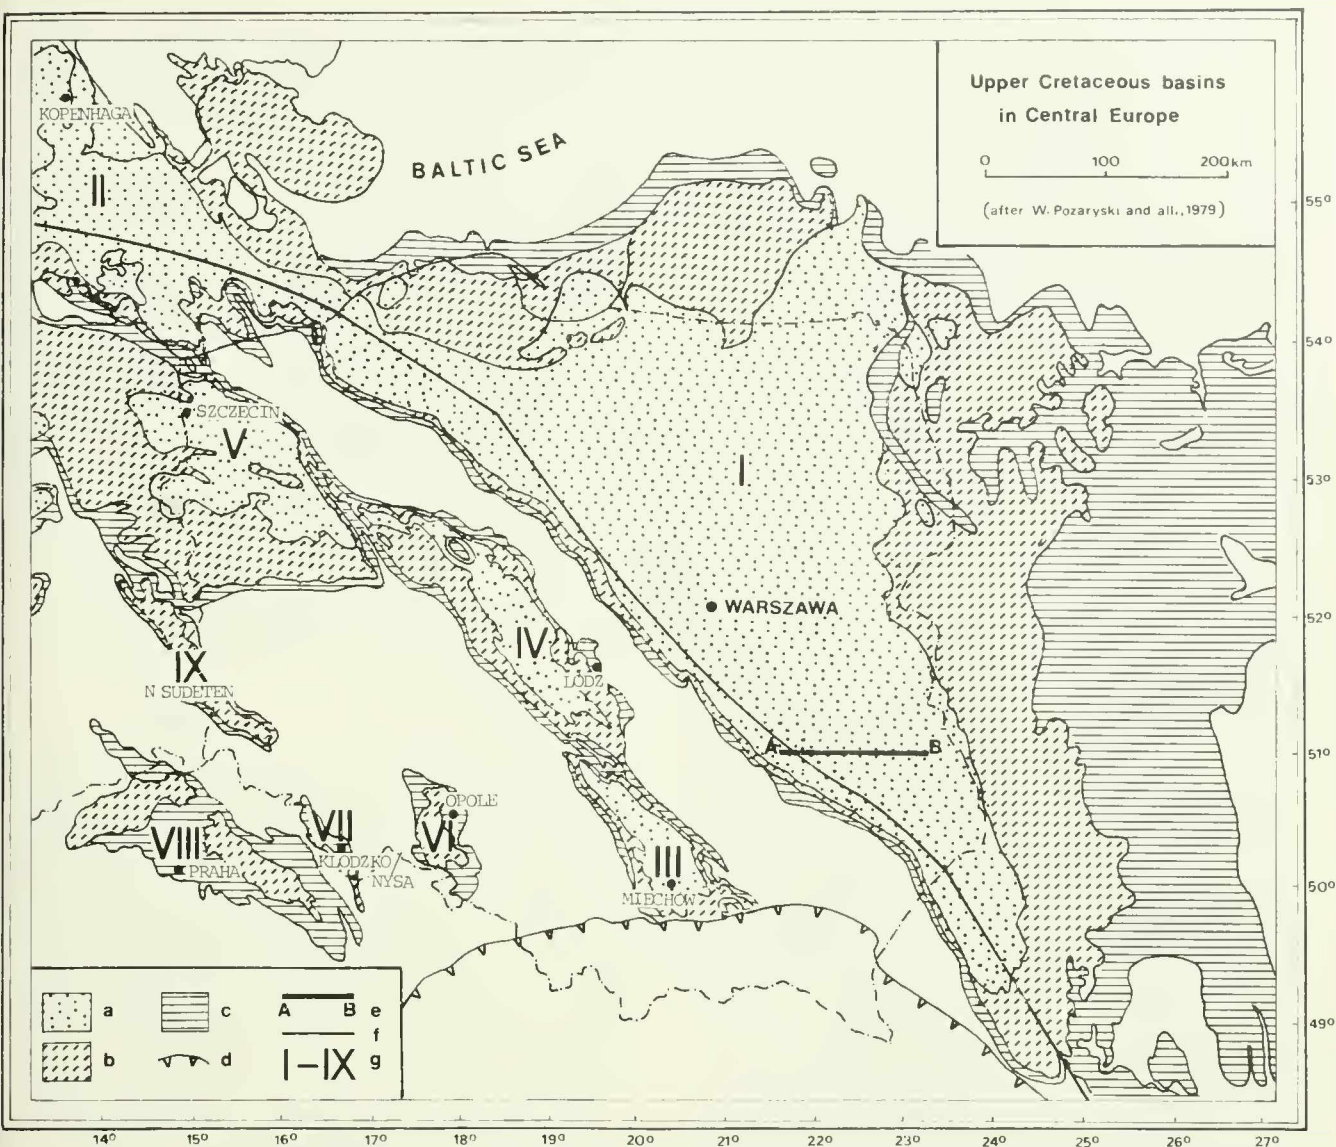 Upper Cretaceous basins
in Central Europe
0 100 200km
(after W. Pozaryski and all., 1979)
KOPENHAGA
BALTIC SEA
II
55°
54°
SZCZECIN
V
I
53°
WARSZAWA
52°
IV
IX
LODZ
N SUDETEN
A B
51°
OPOLE
VII
VI
VIII
III
KLODZKO/
PRAHA
NYSA
50°
MIECHOW
a
c
A B e
f
b
d
I-IX g
49°
14° 15° 16° 17° 18° 19° 20° 21° 22° 23° 24° 25° 26° 27°